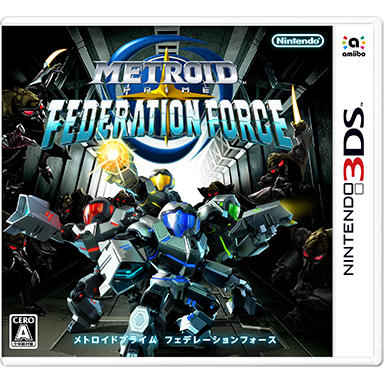 Nintendo
amiibo
METROID
PRIME
FEDERATION FORCE
NINTENDO 3DS
CERO
A
メトロイドプライム フェデレーションフォース